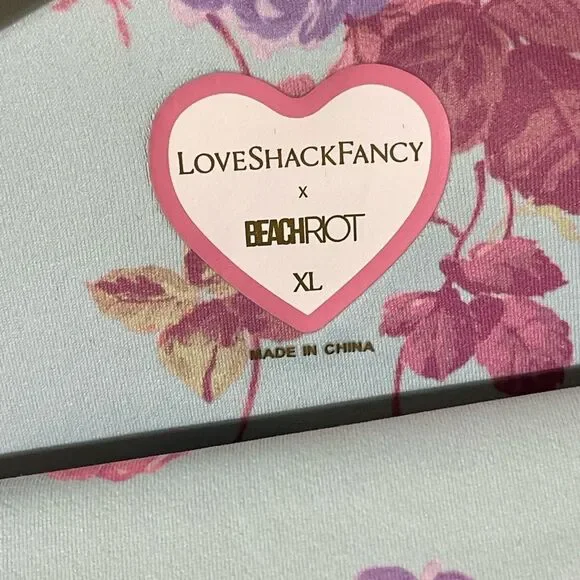 LOVESHACKFANCY
X
BEACHRIOT
XL
MADE IN CHINA